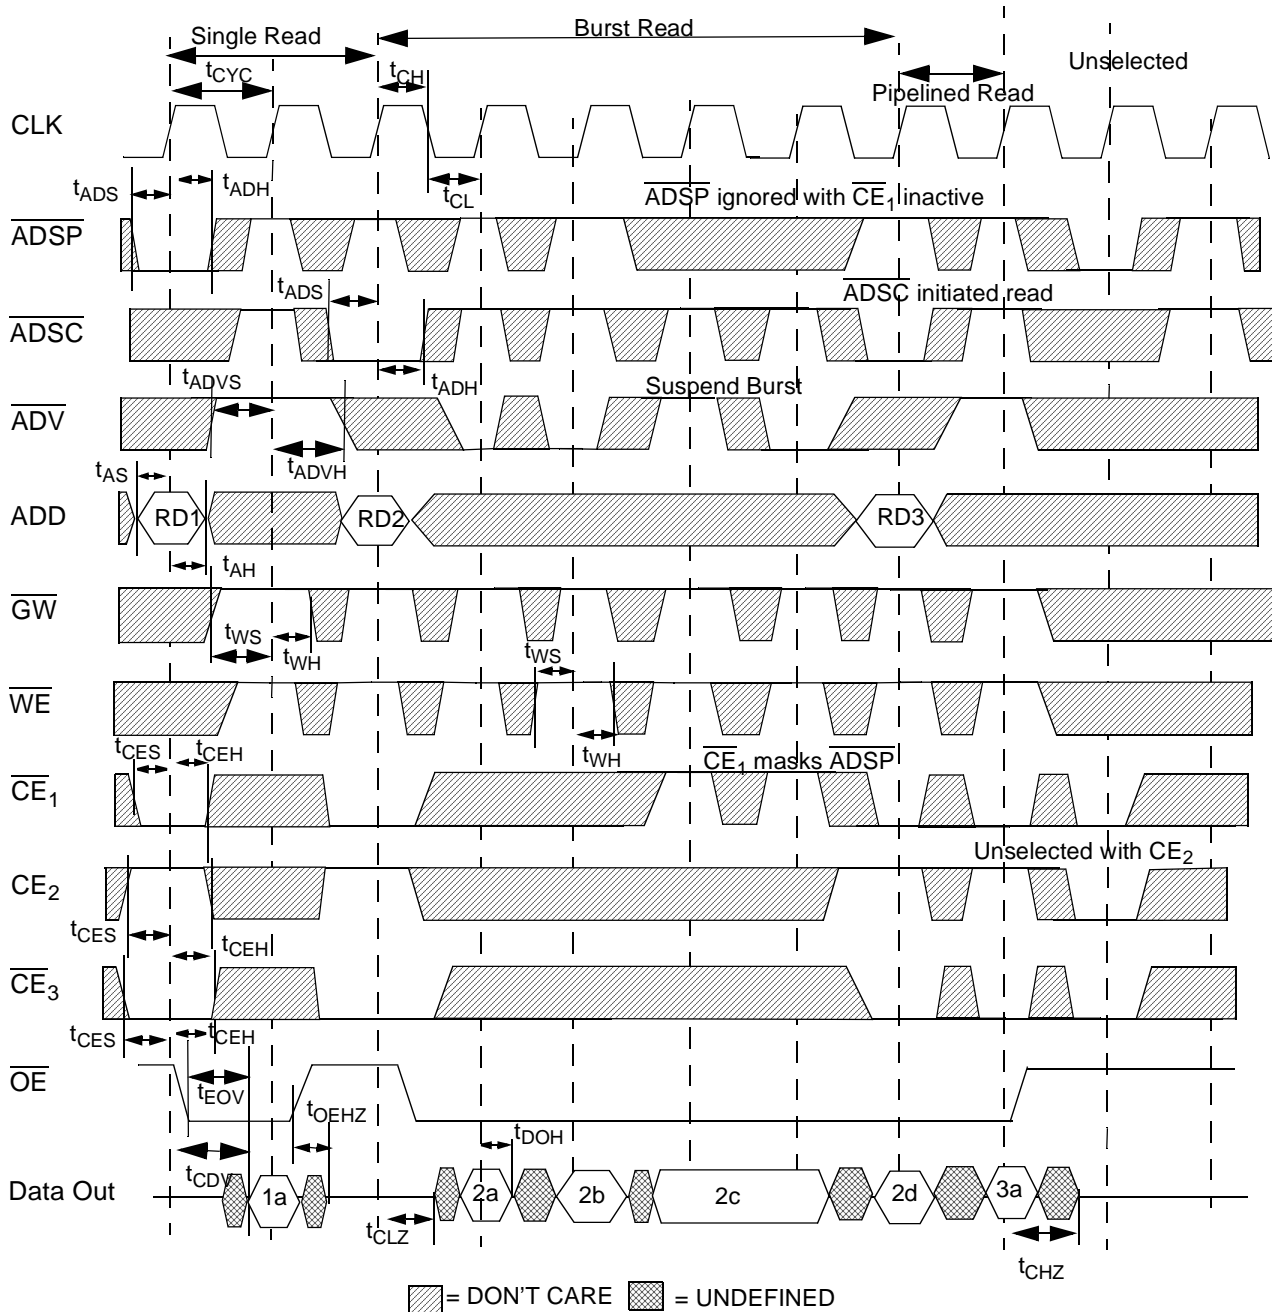 Single Read
Burst Read
Unselected
tCYC
tCH
Pipelined Read
CLK
tADS
tADH
tCL
ADSP ignored with CE1 inactive
ADSP
tADS
ADSC initiated read
ADSC
tADVS
tADH
Suspend Burst
ADV
tADVH
tAS
ADD
RD1
RD2
RD3
tAH
GW
tWS
tWH
tWS
WE
tCES
tCEH
tWH
CE1 masks ADSP
CE1
Unselected with CE2
CE2
tCES
tCEH
CE3
tCES
tCEH
OE
tEOV
tOEHZ
tDOH
tCDV
Data Out
1a
2a
2b
2c
2d
3a
tCLZ
tCHZ
= DON'T CARE
= UNDEFINED